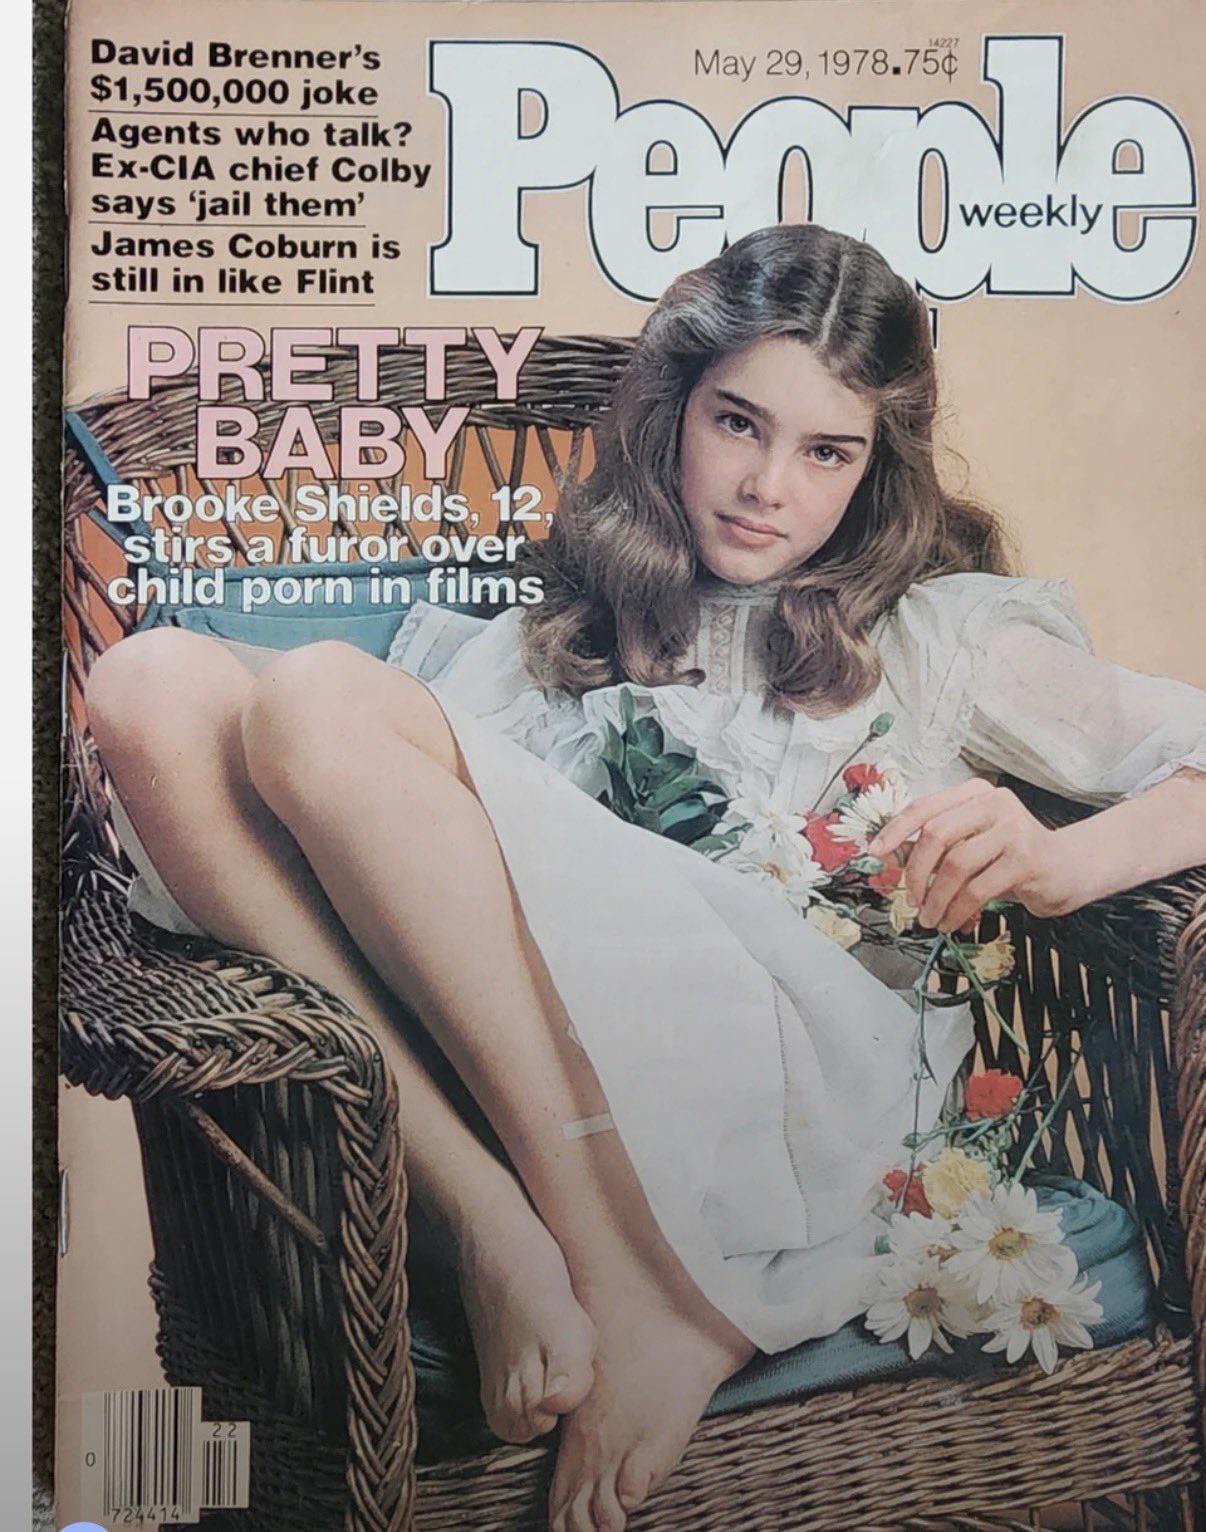 David Brenner's
$1,500,000 joke
Agents who talk?
Ex-CIA chief Colby
says 'jail them'
James Coburn is
still in like Flint
14227
May 29, 1978.75¢
People
weekly
PRETTY
BABY
Brooke Shields, 12,
stirs a furor over
child porn in films
22
0
724414